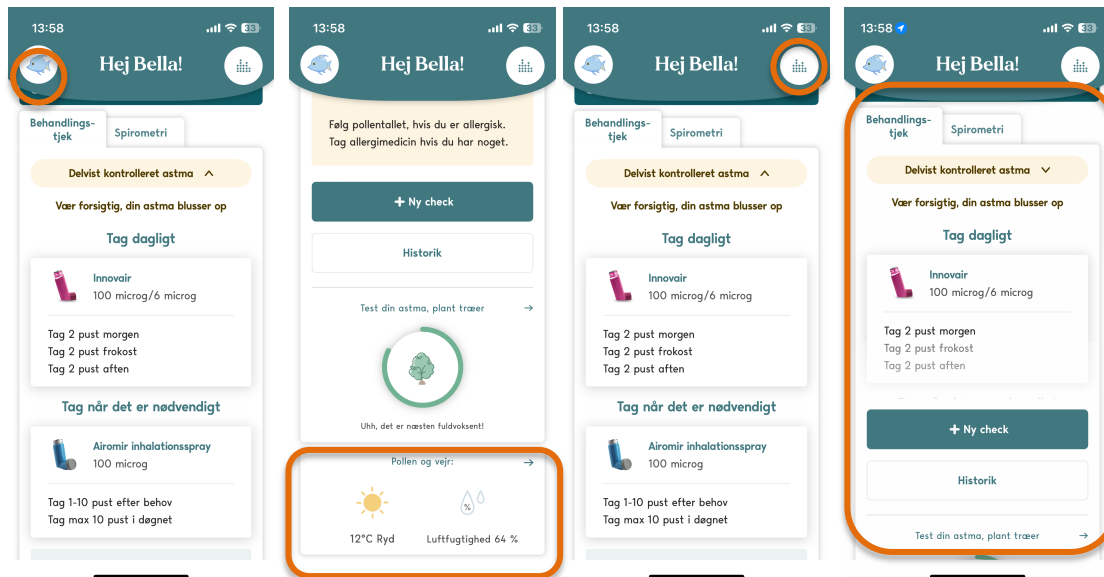 13:58
33
Hej Bella!
Behandlings-
tjek
Spirometri
Delvist kontrolleret astma
Vær forsigtig, din astma blusser op
Tag dagligt
Innovair
100 microg/6 microg
Tag 2 pust morgen
Tag 2 pust frokost
Tag 2 pust aften
Tag når det er nødvendigt
Airomir inhalationsspray
100 microg
Tag 1-10 pust efter behov
Tag max 10 pust i døgnet
13:58
33
Hej Bella!
Følg pollentallet, hvis du er allergisk.
Tag allergimedicin hvis du har noget.
+ Ny check
Historik
Test din astma, plant træer →
Uhh, det er næsten fuldvoksent!
Pollen og vejr: →
%
12°C Ryd
Luftfugtighed 64 %
13:58
33
Hej Bella!
Behandlings-
tjek
Spirometri
Delvist kontrolleret astma
Vær forsigtig, din astma blusser op
Tag dagligt
Innovair
100 microg/6 microg
Tag 2 pust morgen
Tag 2 pust frokost
Tag 2 pust aften
Tag når det er nødvendigt
Airomir inhalationsspray
100 microg
Tag 1-10 pust efter behov
Tag max 10 pust i døgnet
13:58
33
Hej Bella!
Behandlings-
tjek
Spirometri
Delvist kontrolleret astma
Vær forsigtig, din astma blusser op
Tag dagligt
Innovair
100 microg/6 microg
Tag 2 pust morgen
Tag 2 pust frokost
Tag 2 pust aften
+ Ny check
Historik
Test din astma, plant træer →